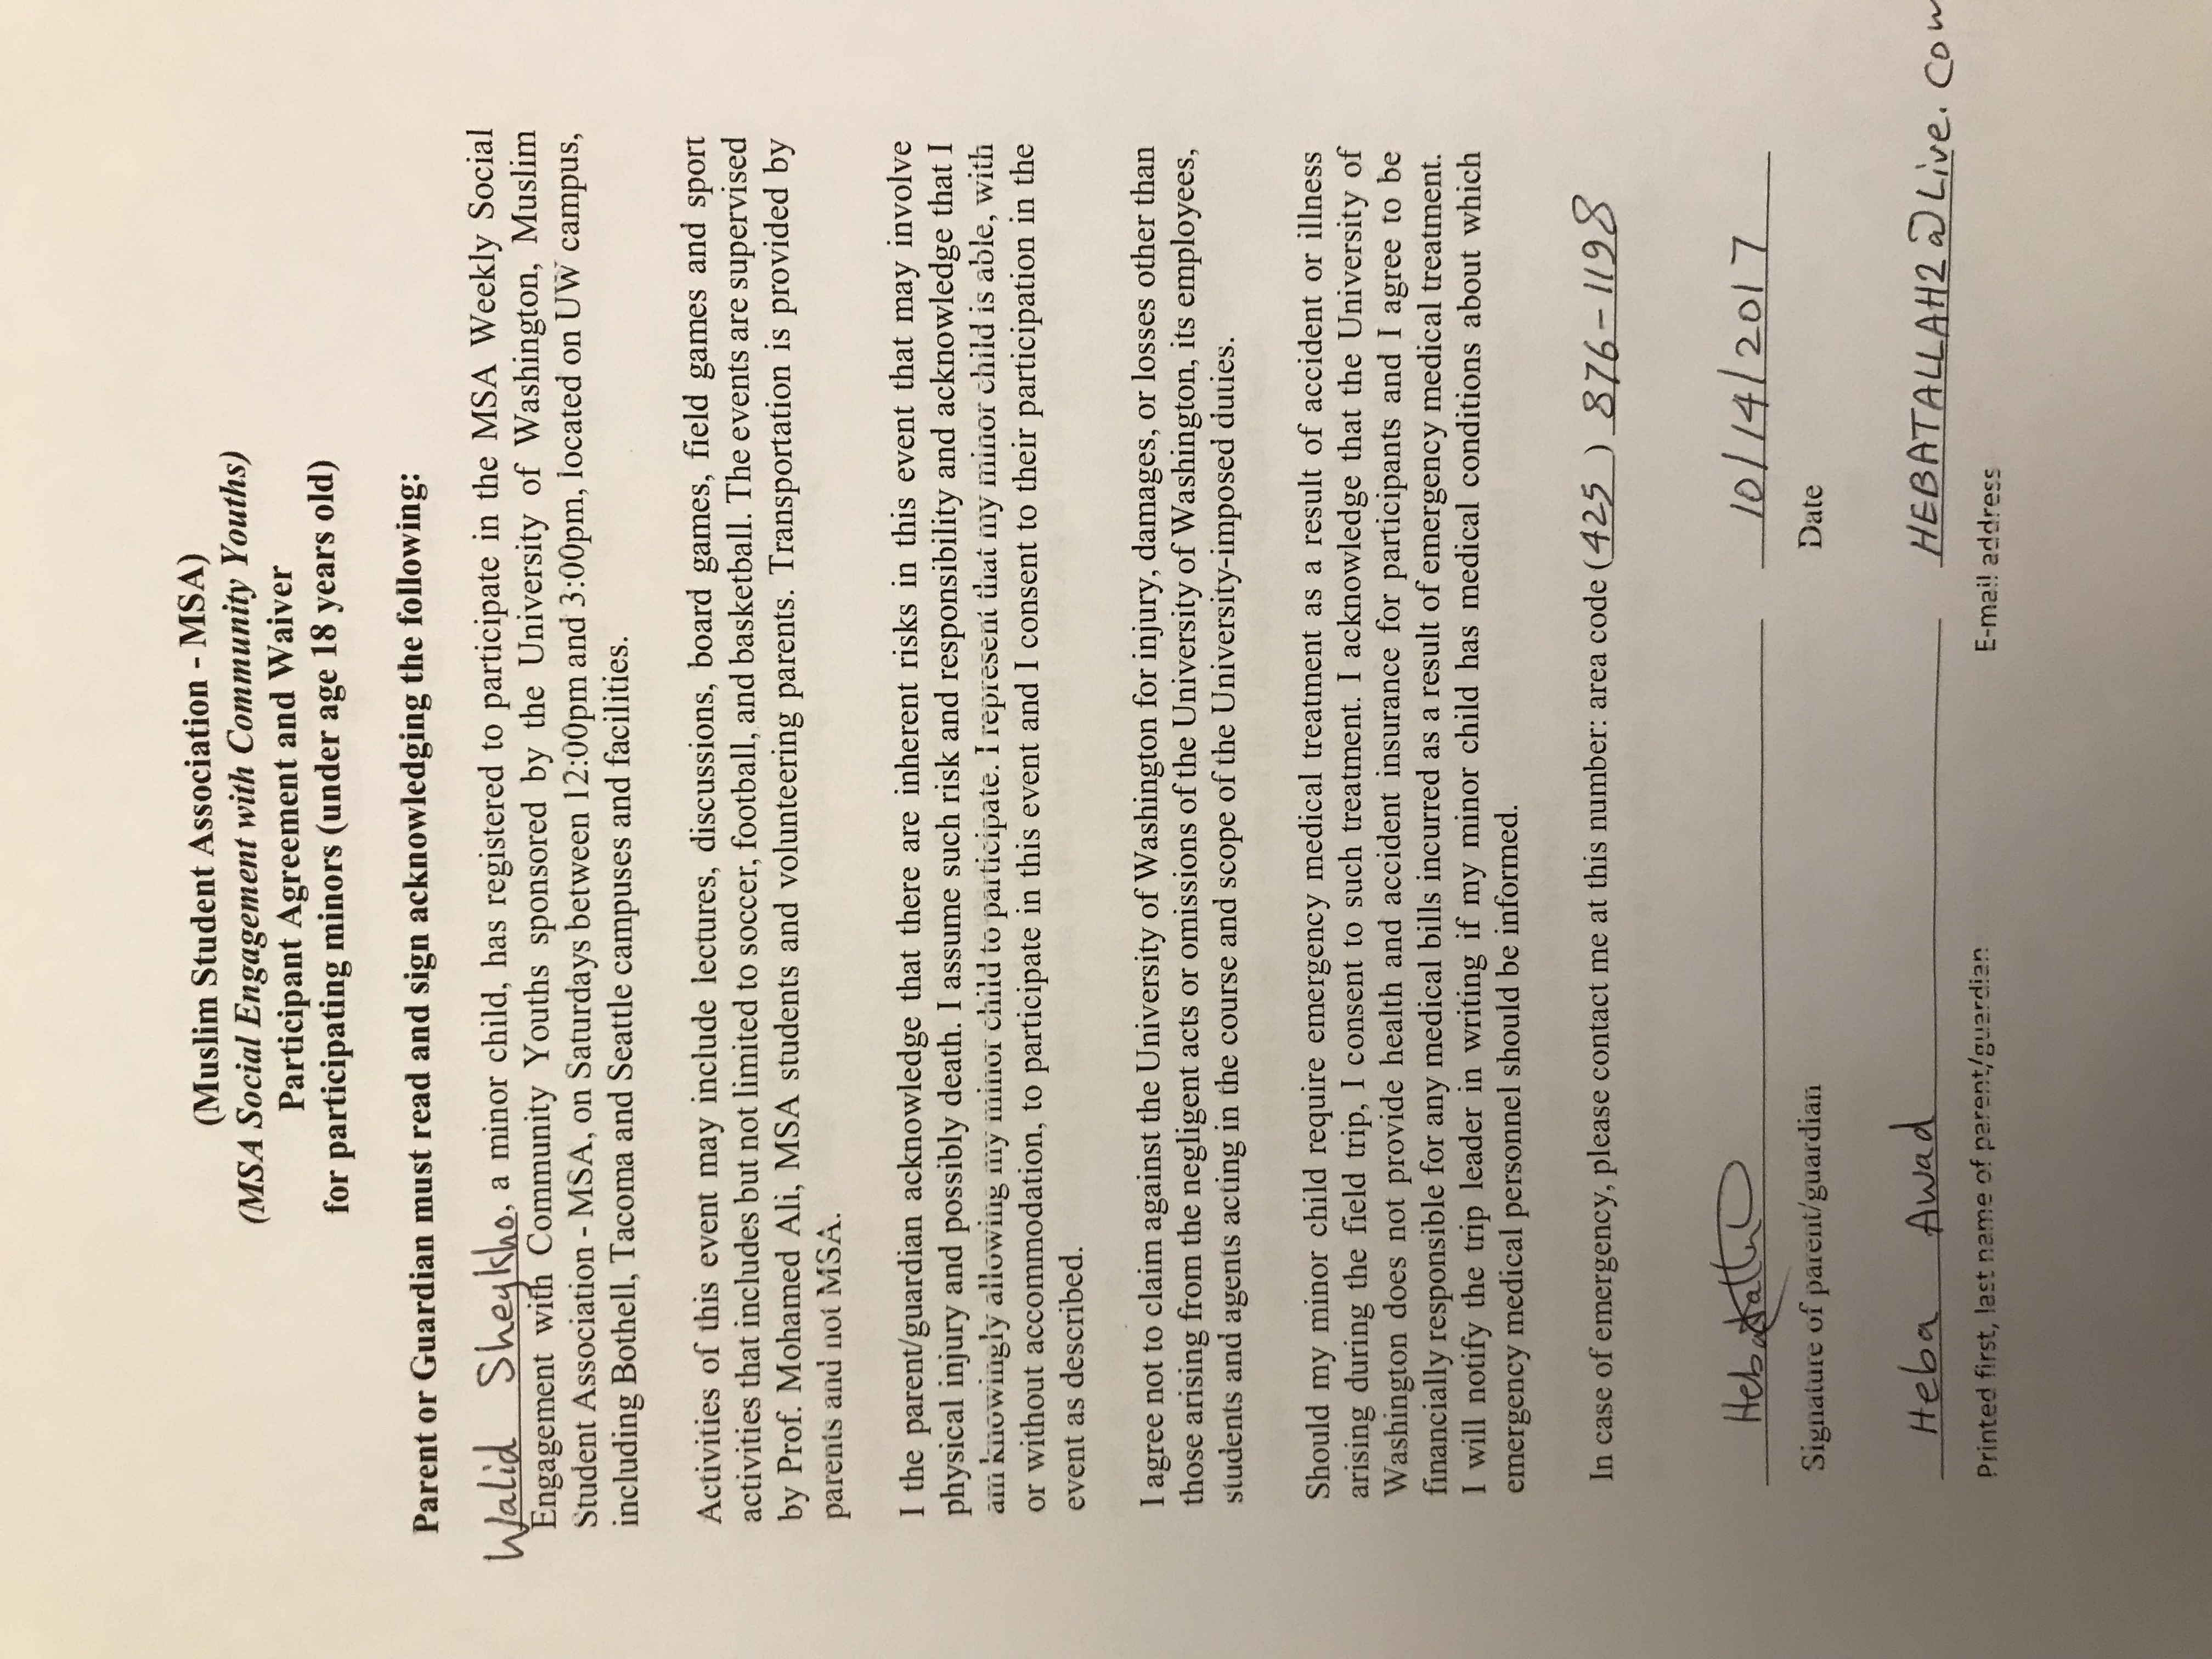 (Muslim Student Association - MSA)
(MSA Social Engagement with Community Youths)
Participant Agreement and Waiver
for participating minors (under age 18 years old)
Parent or Guardian must read and sign acknowledging the following:
Walid Sheykho, a minor child, has registered to participate in the MSA Weekly Social
Engagement with Community Youths sponsored by the University of Washington, Muslim
Student Association - MSA, on Saturdays between 12:00pm and 3:00pm, located on UW campus,
including Bothell, Tacoma and Seattle campuses and facilities.
Activities of this event may include lectures, discussions, board games, field games and sport
activities that includes but not limited to soccer, football, and basketball. The events are supervised
by Prof. Mohamed Ali, MSA students and volunteering parents. Transportation is provided by
parents and not MSA.
I the parent/guardian acknowledge that there are inherent risks in this event that may involve
physical injury and possibly death. I assume such risk and responsibility and acknowledge that I
am knowingly allowing my minor child to participate. I represent that my minor child is able, with
or without accommodation, to participate in this event and I consent to their participation in the
event as described.
I agree not to claim against the University of Washington for injury, damages, or losses other than
those arising from the negligent acts or omissions of the University of Washington, its employees,
students and agents acting in the course and scope of the University-imposed duties.
Should my minor child require emergency medical treatment as a result of accident or illness
arising during the field trip, I consent to such treatment. I acknowledge that the University of
Washington does not provide health and accident insurance for participants and I agree to be
financially responsible for any medical bills incurred as a result of emergency medical treatment.
I will notify the trip leader in writing if my minor child has medical conditions about which
emergency medical personnel should be informed.
In case of emergency, please contact me at this number: area code (425) 876-1198
10/14/2017
Signature of parent/guardian Date
Heba Awad HEBATALLAH2@Live.com
Printed first, last name of parent/guardian E-mail address